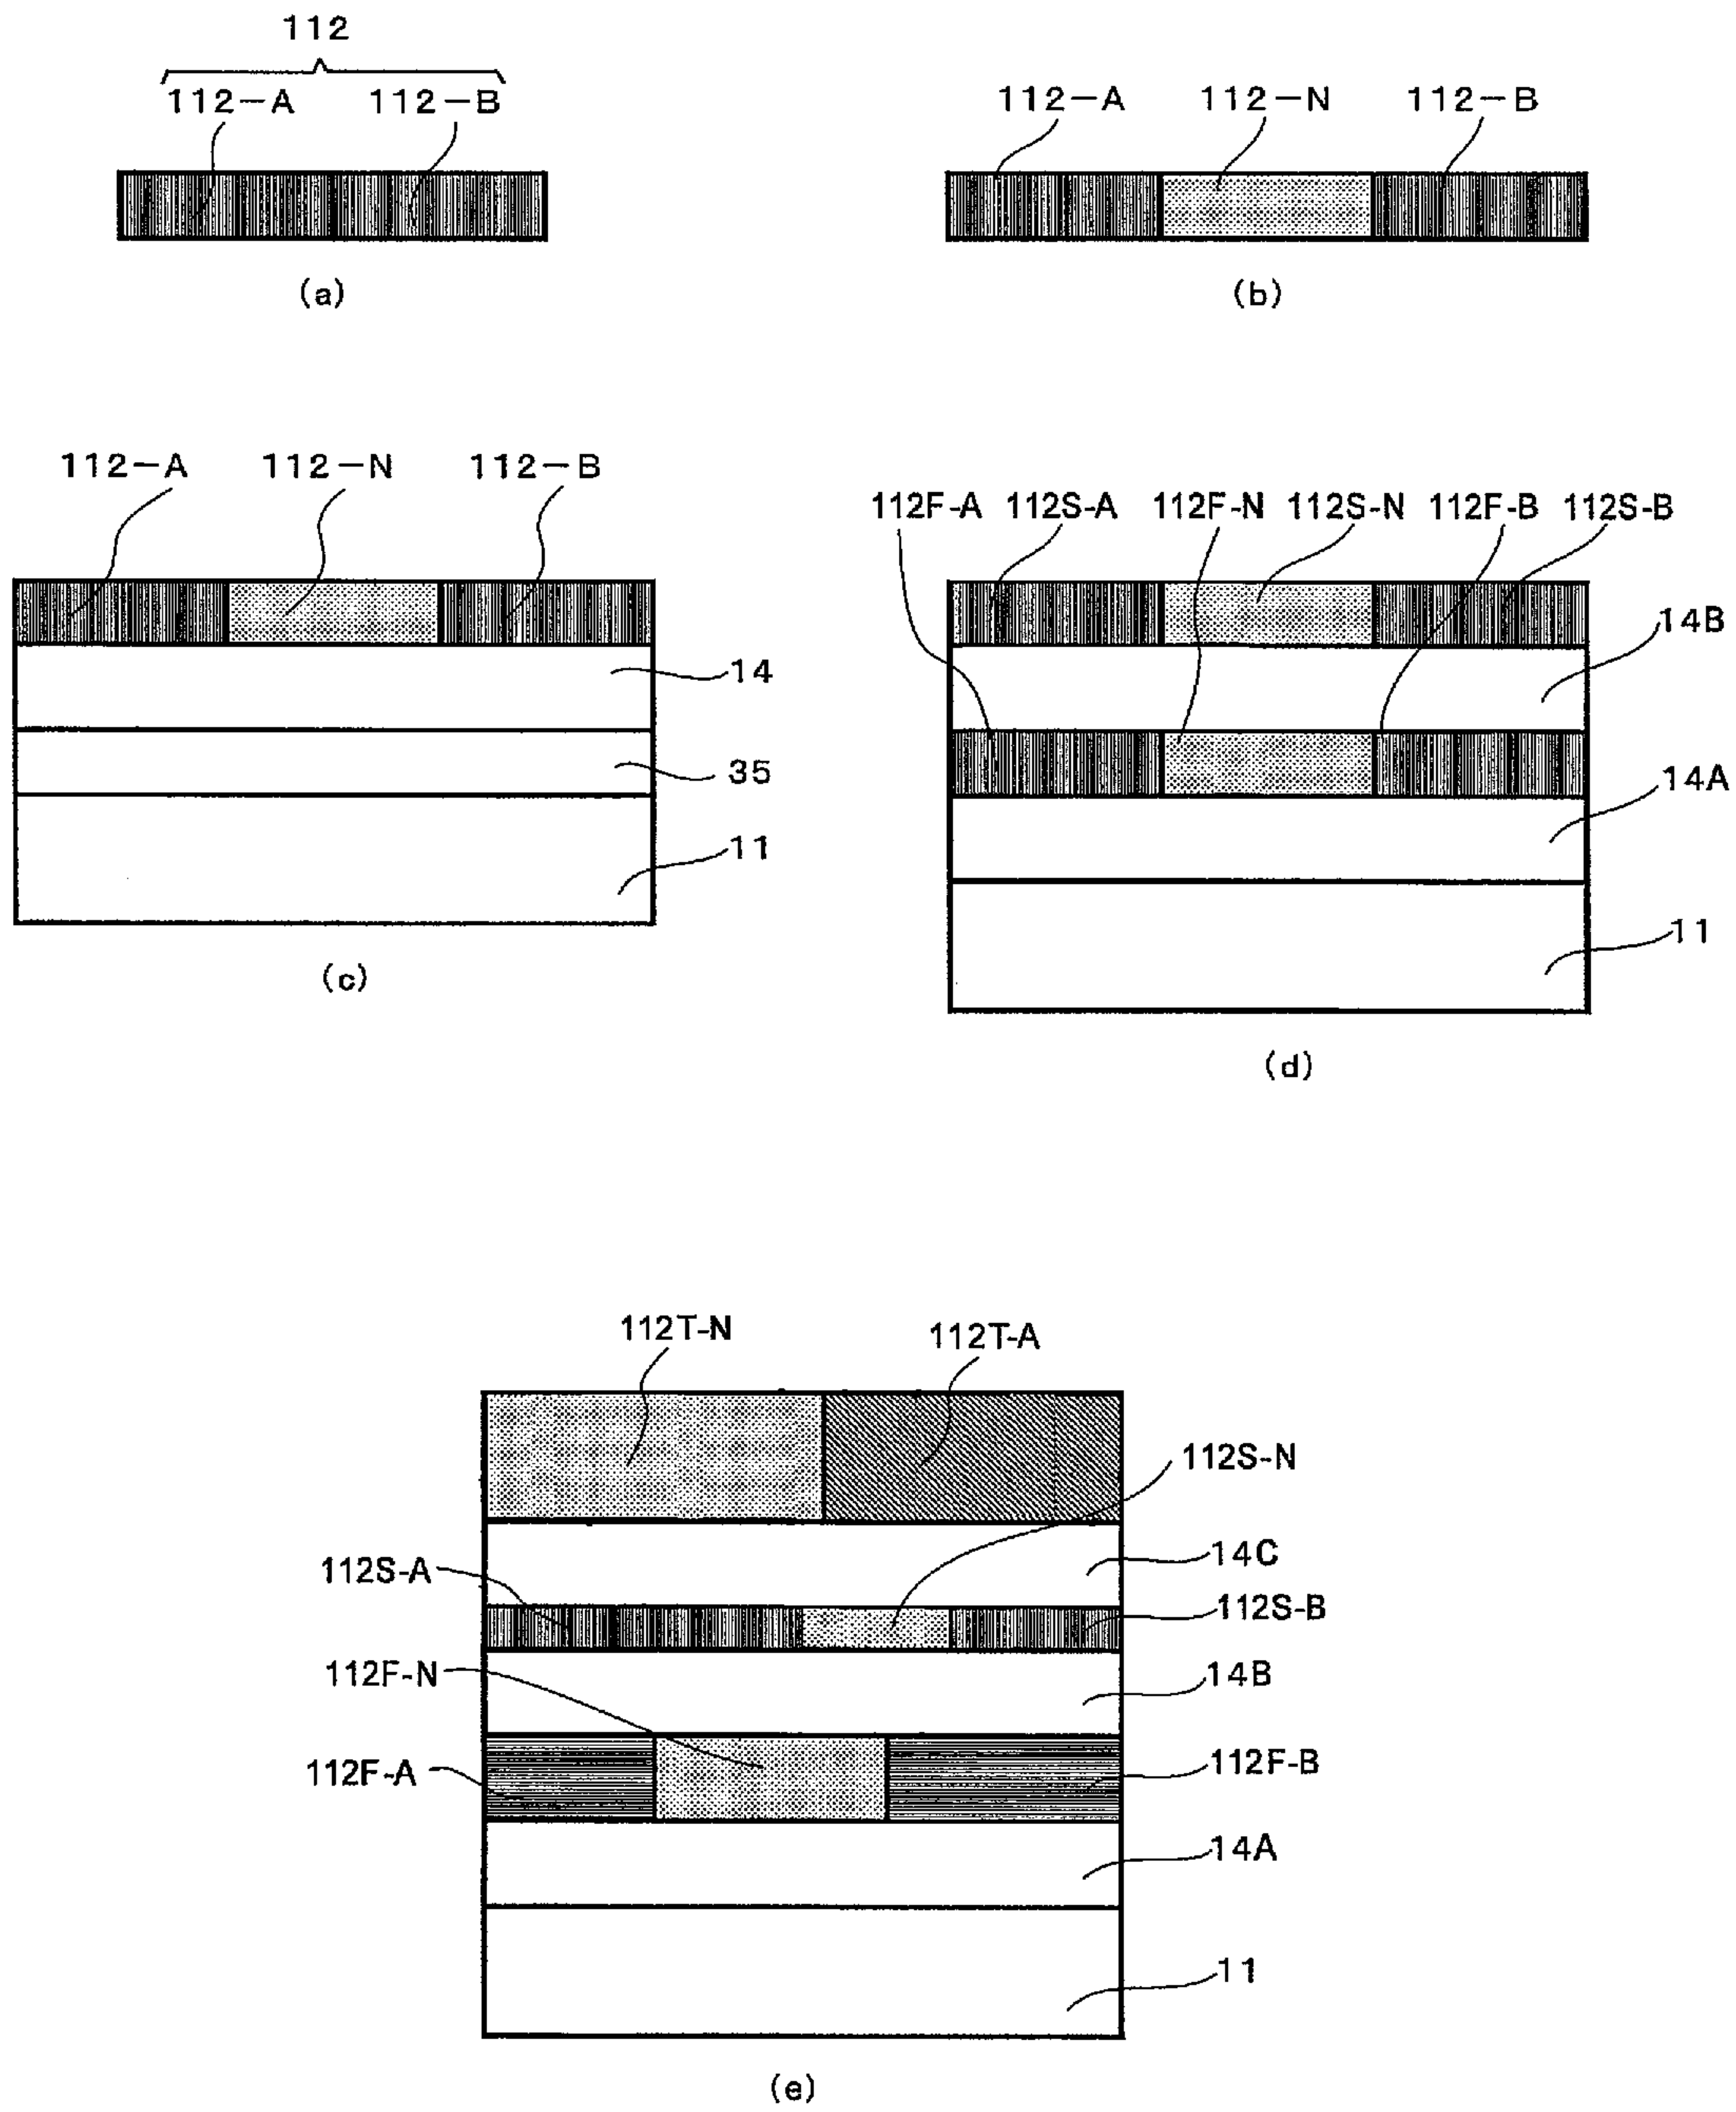 112
112-A 112-B
(a)
112-A 112-N 112-B
(b)
112-A 112-N 112-B
14
35
11
(c)
112F-A 112S-A 112F-N 112S-N 112F-B 112S-B
14B
14A
11
(d)
112T-N 112T-A
112S-N
14C
112S-A
112S-B
112F-N
14B
112F-A
112F-B
14A
11
(e)